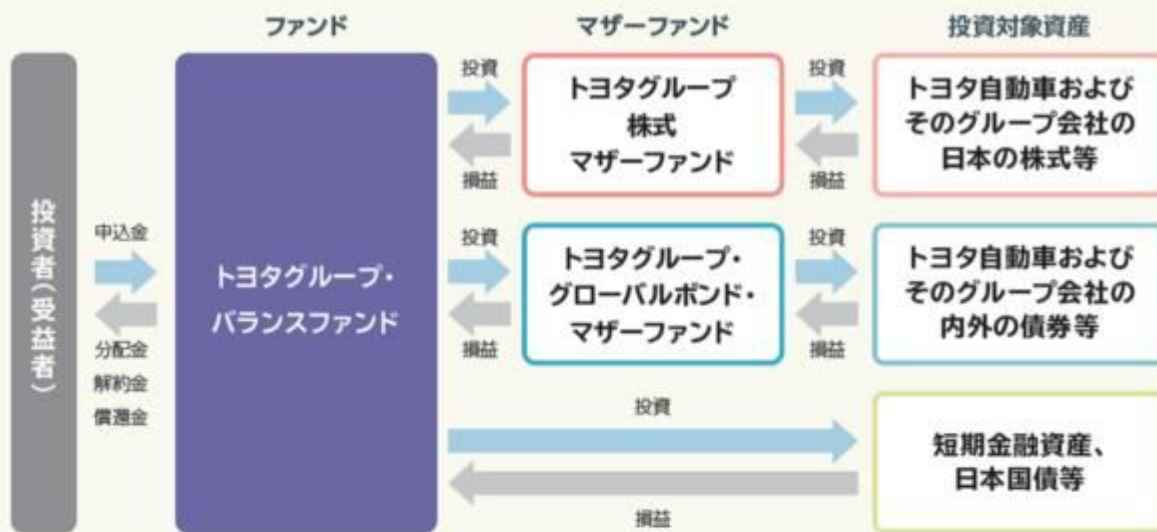 ファンド
マザーファンド
投資対象資産
投資者(受益者)
申込金
分配金
解約金
償還金
トヨタグループ・
バランスファンド
投資
損益
トヨタグループ
株式
マザーファンド
投資
損益
トヨタ自動車および
そのグループ会社の
日本の株式等
投資
損益
トヨタグループ・
グローバルボンド・
マザーファンド
投資
損益
トヨタ自動車および
そのグループ会社の
内外の債券等
投資
損益
短期金融資産、
日本国債等